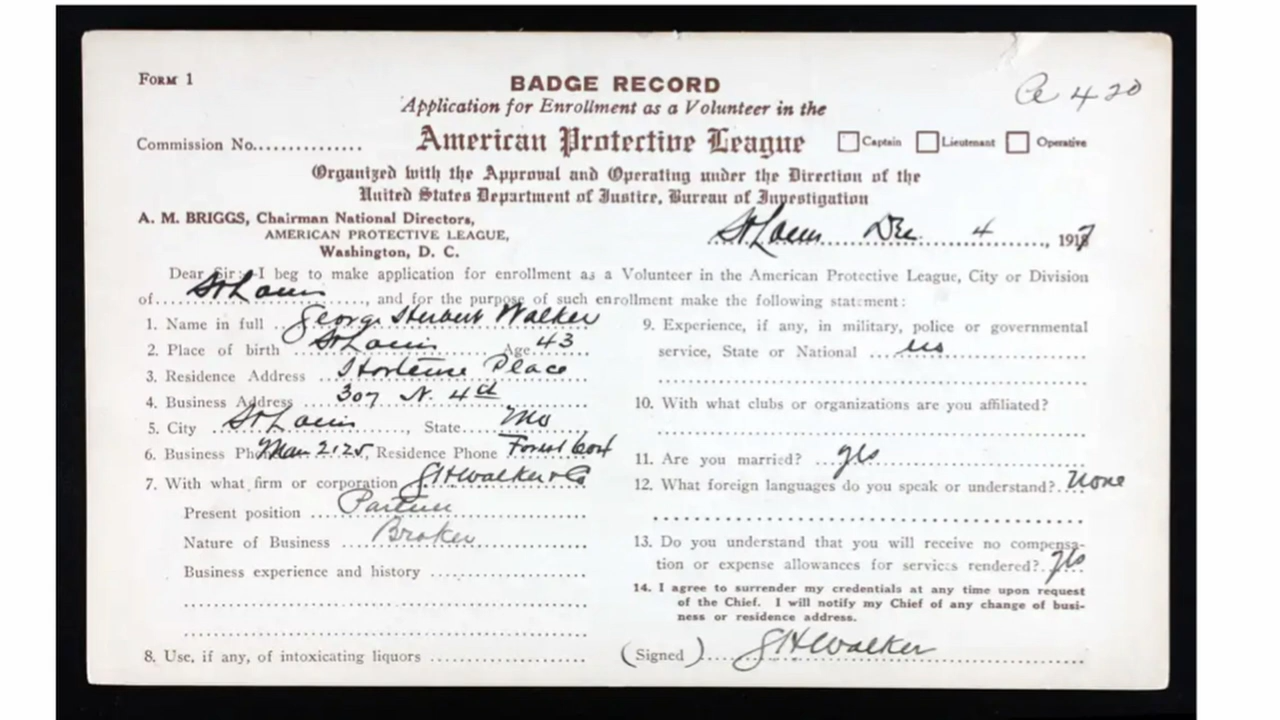 Form 1
BADGE RECORD
420
Application for Enrollment as a Volunteer in the
Commission No.............. American Protective League Captain Lieutenant Operative
Organized with the Approval and Operating under the Direction of the
United States Department of Justice, Bureau of Investigation
A. M. BRIGGS, Chairman National Directors,
AMERICAN PROTECTIVE LEAGUE,
Washington, D. C.
St Louis Dec 4, 1917
Dear Sir:—I beg to make application for enrollment as a Volunteer in the American Protective League, City or Division
of St Louis, and for the purpose of such enrollment make the following statement:
1. Name in full George Herbert Walker
2. Place of birth St Louis Age 43
3. Residence Address Hortense Place
4. Business Address 307 N. 4th
5. City St Louis, State Mo
6. Business Phone Main 2125, Residence Phone Forest
7. With what firm or corporation G H Walker & Co
Present position Partner
Nature of Business Broker
Business experience and history
8. Use, if any, of intoxicating liquors
9. Experience, if any, in military, police or governmental
service, State or National no
10. With what clubs or organizations are you affiliated?
11. Are you married? yes
12. What foreign languages do you speak or understand? None
13. Do you understand that you will receive no compensa-
tion or expense allowances for services rendered? yes
14. I agree to surrender my credentials at any time upon request
of the Chief. I will notify my Chief of any change of busi-
ness or residence address.
(Signed) G H Walker